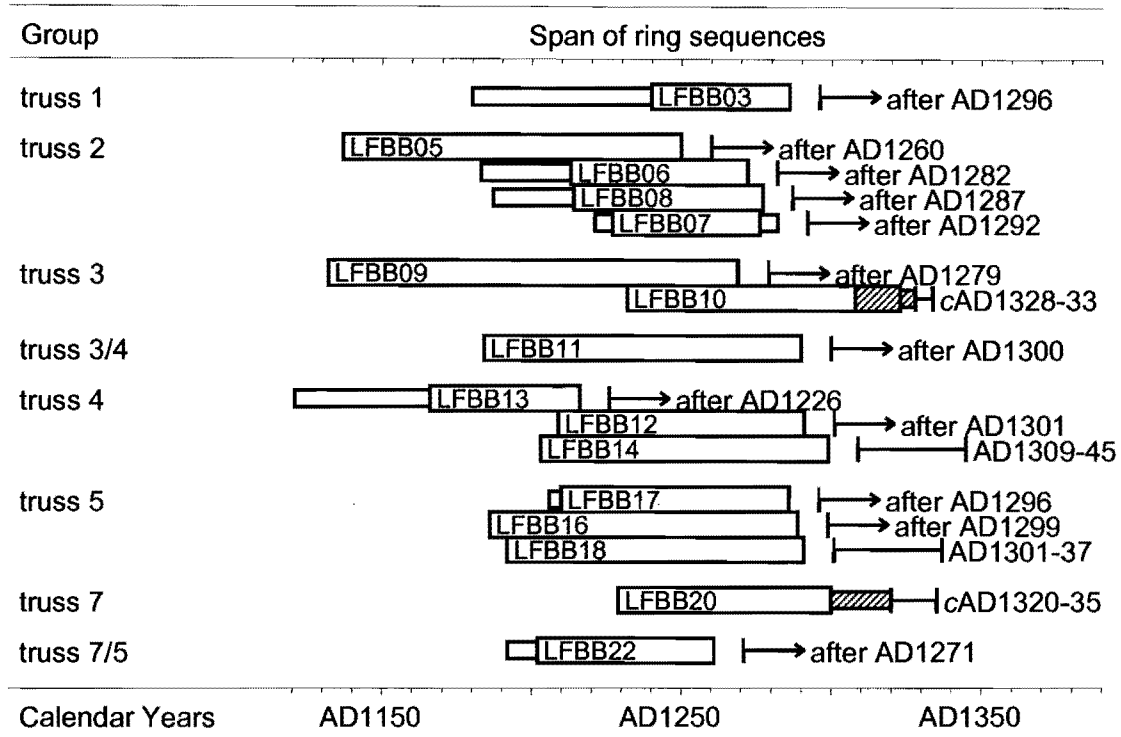 Group Span of ring sequences
truss 1 LFBB03 after AD1296
truss 2 LFBB05 after AD1260
LFBB06 after AD1282
LFBB08 after AD1287
LFBB07 after AD1292
truss 3 LFBB09 after AD1279
LFBB10 cAD1328-33
truss 3/4 LFBB11 after AD1300
truss 4 LFBB13 after AD1226
LFBB12 after AD1301
LFBB14 AD1309-45
truss 5 LFBB17 after AD1296
LFBB16 after AD1299
LFBB18 AD1301-37
truss 7 LFBB20 cAD1320-35
truss 7/5 LFBB22 after AD1271
Calendar Years AD1150 AD1250 AD1350